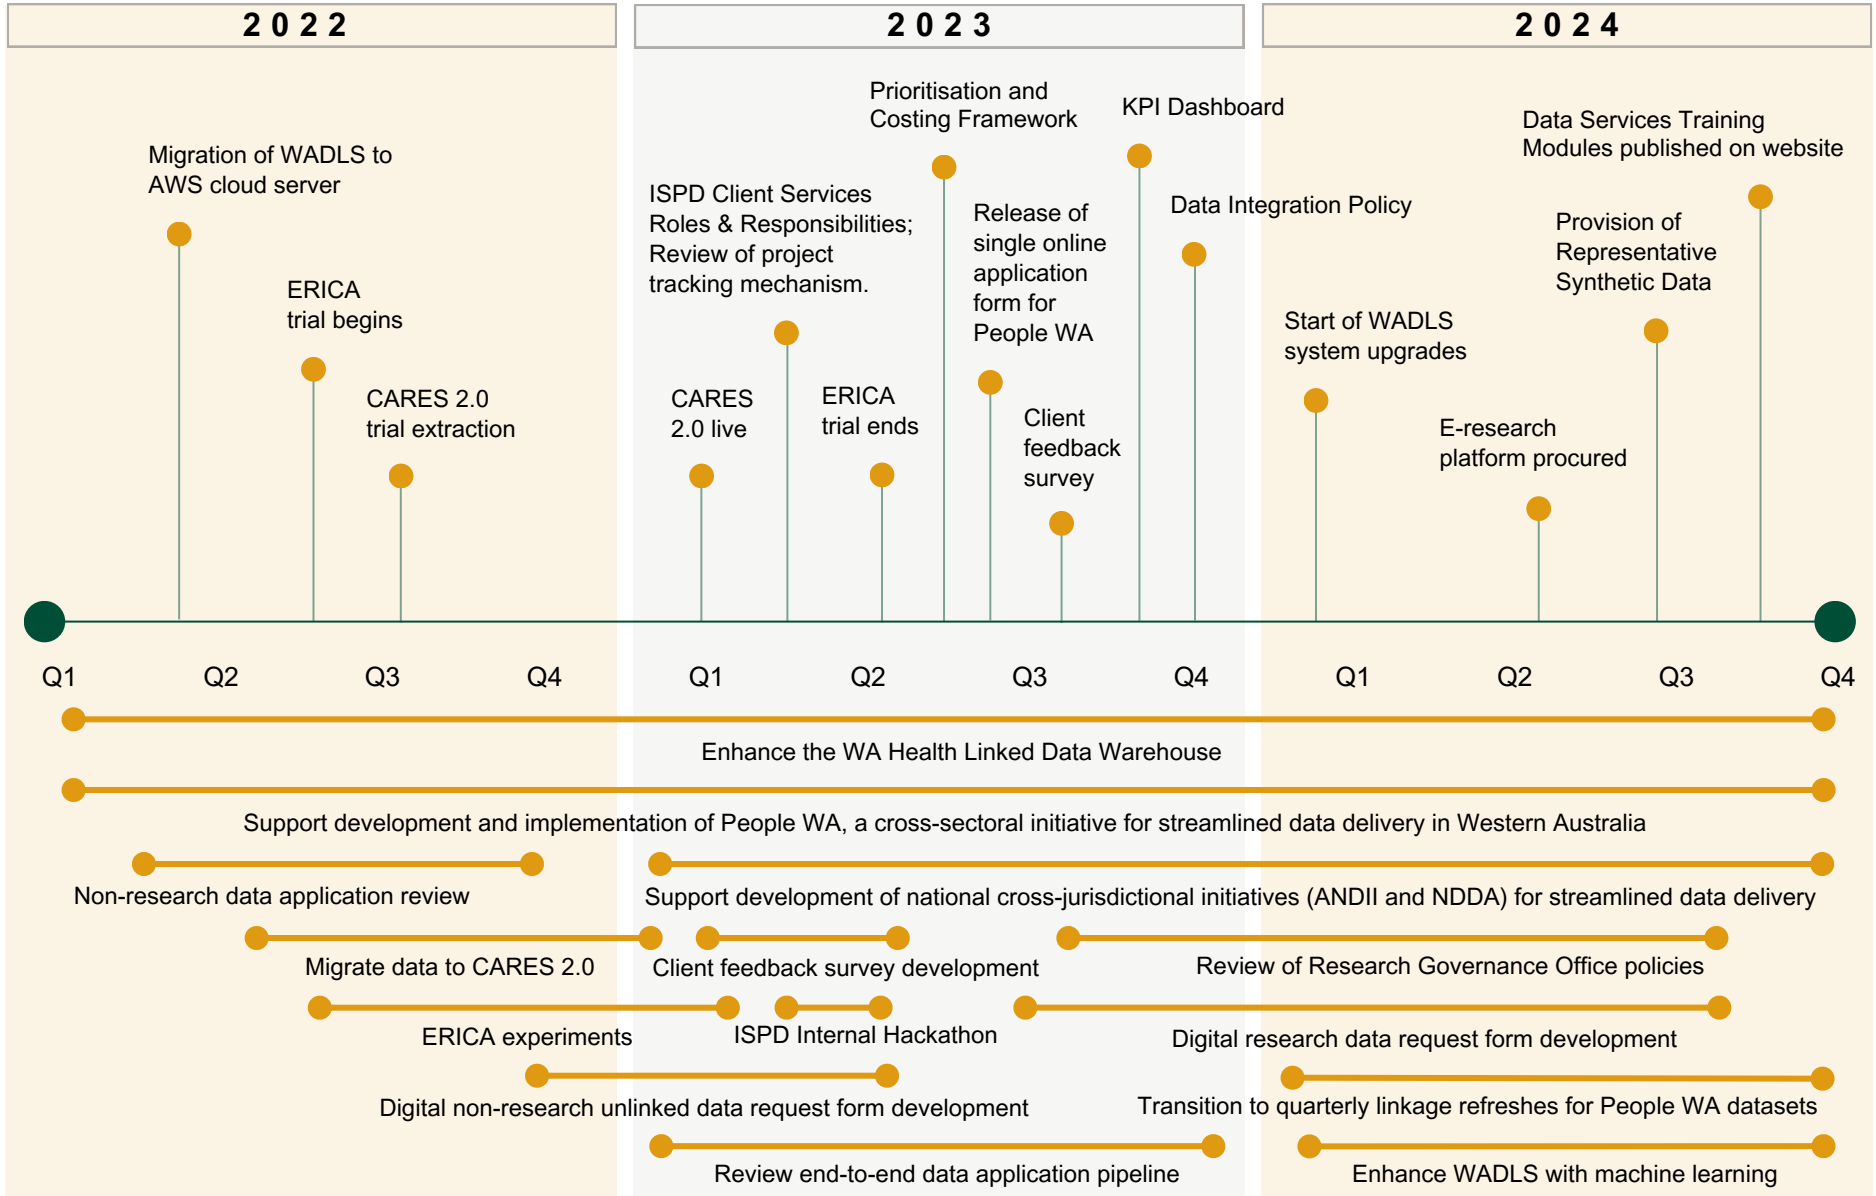 2022
2023
2024
Migration of WADLS to
AWS cloud server
ERICA
trial begins
CARES 2.0
trial extraction
ISPD Client Services
Roles & Responsibilities;
Review of project
tracking mechanism.
CARES
2.0 live
ERICA
trial ends
Prioritisation and
Costing Framework
Release of
single online
application
form for
People WA
Client
feedback
survey
KPI Dashboard
Data Integration Policy
Start of WADLS
system upgrades
E-research
platform procured
Provision of
Representative
Synthetic Data
Data Services Training
Modules published on website
Q1 Q2 Q3 Q4 Q1 Q2 Q3 Q4 Q1 Q2 Q3 Q4
Enhance the WA Health Linked Data Warehouse
Support development and implementation of People WA, a cross-sectoral initiative for streamlined data delivery in Western Australia
Non-research data application review
Support development of national cross-jurisdictional initiatives (ANDII and NDDA) for streamlined data delivery
Migrate data to CARES 2.0
Client feedback survey development
Review of Research Governance Office policies
ERICA experiments
ISPD Internal Hackathon
Digital research data request form development
Digital non-research unlinked data request form development
Transition to quarterly linkage refreshes for People WA datasets
Review end-to-end data application pipeline
Enhance WADLS with machine learning